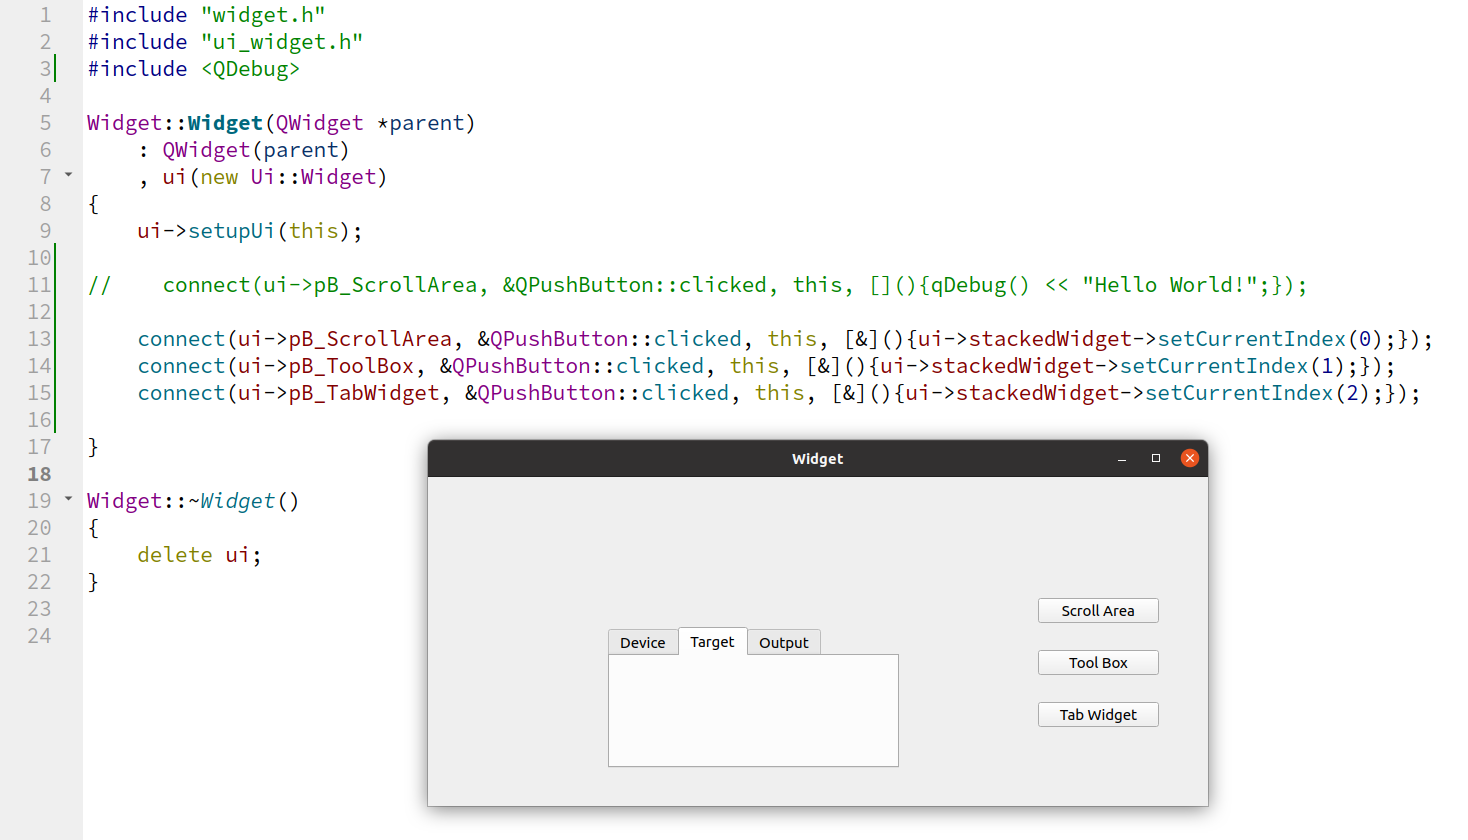 1 #include "widget.h"
2 #include "ui_widget.h"
3 #include <QDebug>
4
5 Widget::Widget(QWidget *parent)
6     : QWidget(parent)
7     , ui(new Ui::Widget)
8 {
9     ui->setupUi(this);
10
11 //    connect(ui->pB_ScrollArea, &QPushButton::clicked, this, [](){qDebug() << "Hello World!";});
12
13     connect(ui->pB_ScrollArea, &QPushButton::clicked, this, [&](){ui->stackedWidget->setCurrentIndex(0);});
14     connect(ui->pB_ToolBox, &QPushButton::clicked, this, [&](){ui->stackedWidget->setCurrentIndex(1);});
15     connect(ui->pB_TabWidget, &QPushButton::clicked, this, [&](){ui->stackedWidget->setCurrentIndex(2);});
16
17 }
18
19 Widget::~Widget()
20 {
21     delete ui;
22 }
23
24
Widget
Scroll Area
Device Target Output
Tool Box
Tab Widget